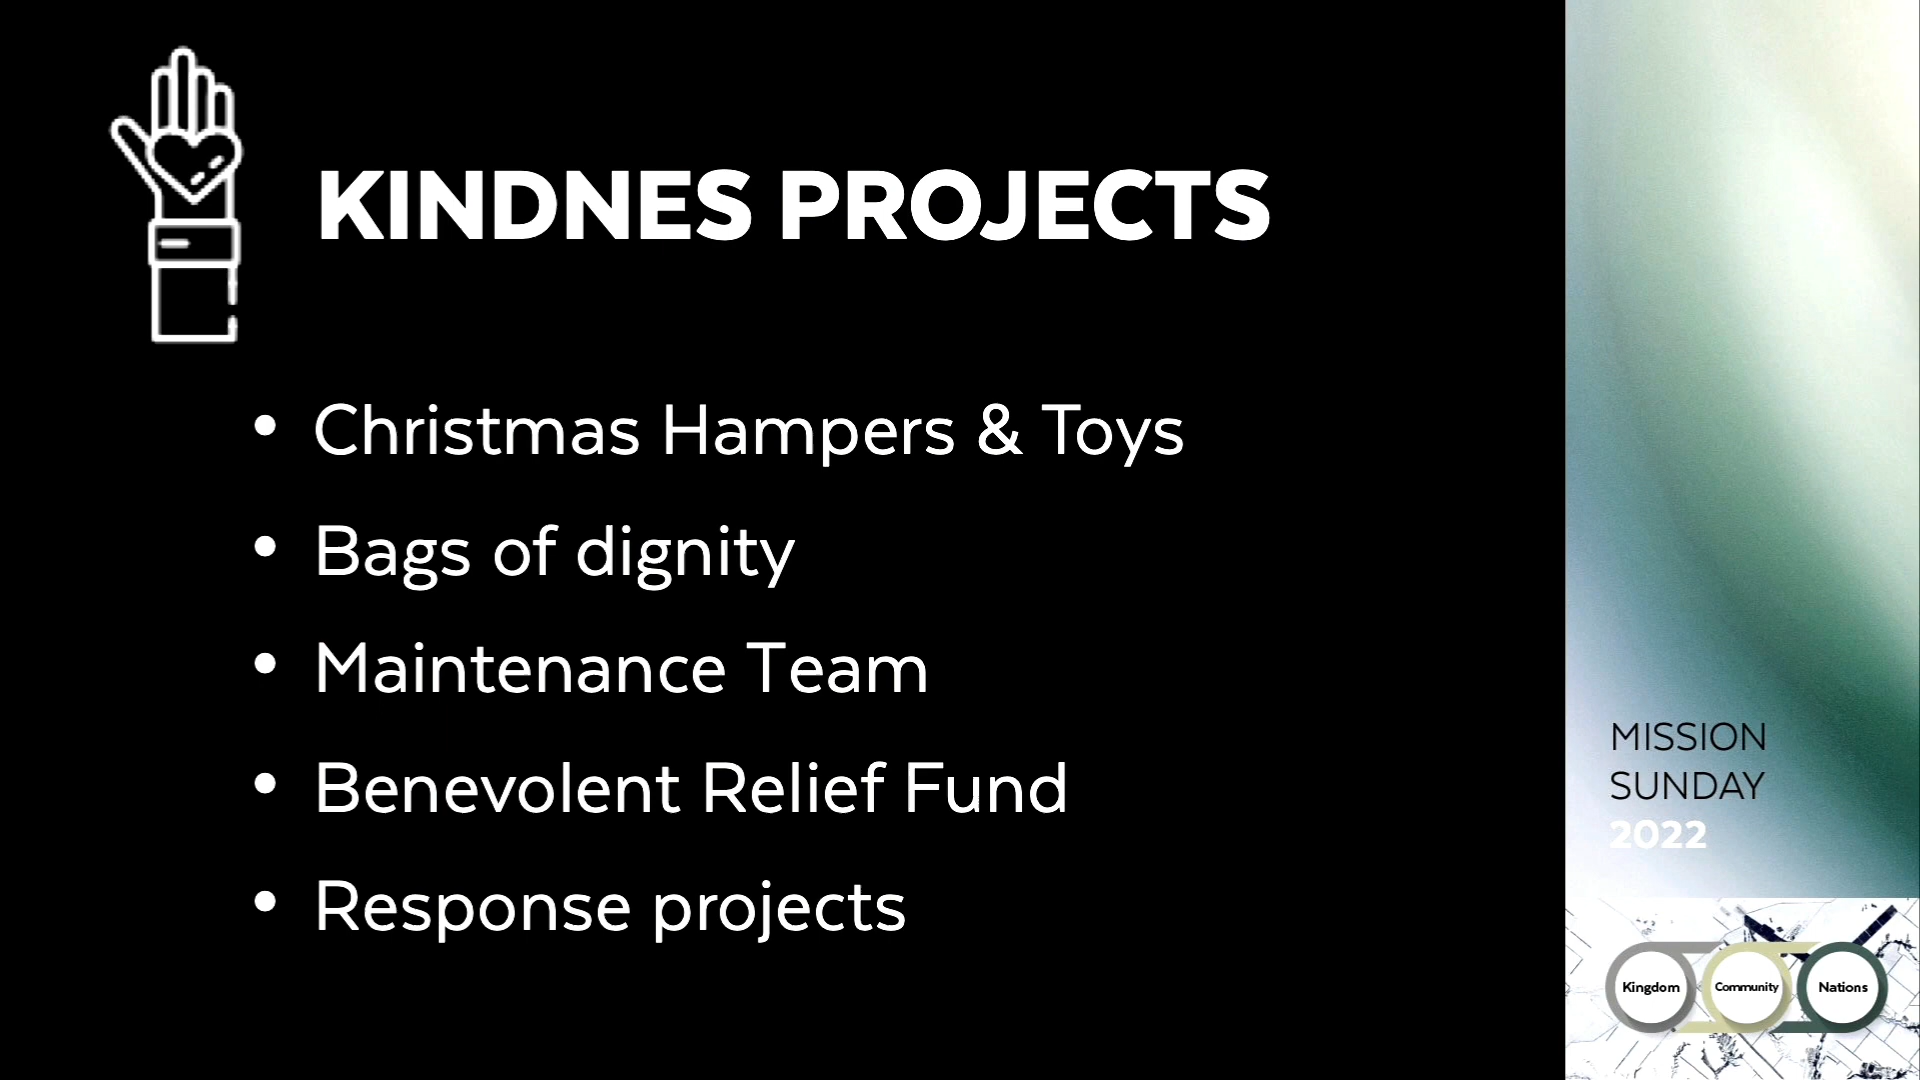 KINDNES PROJECTS
• Christmas Hampers & Toys
• Bags of dignity
• Maintenance Team
• Benevolent Relief Fund
• Response projects
MISSION
SUNDAY
2022
Kingdom Community Nations